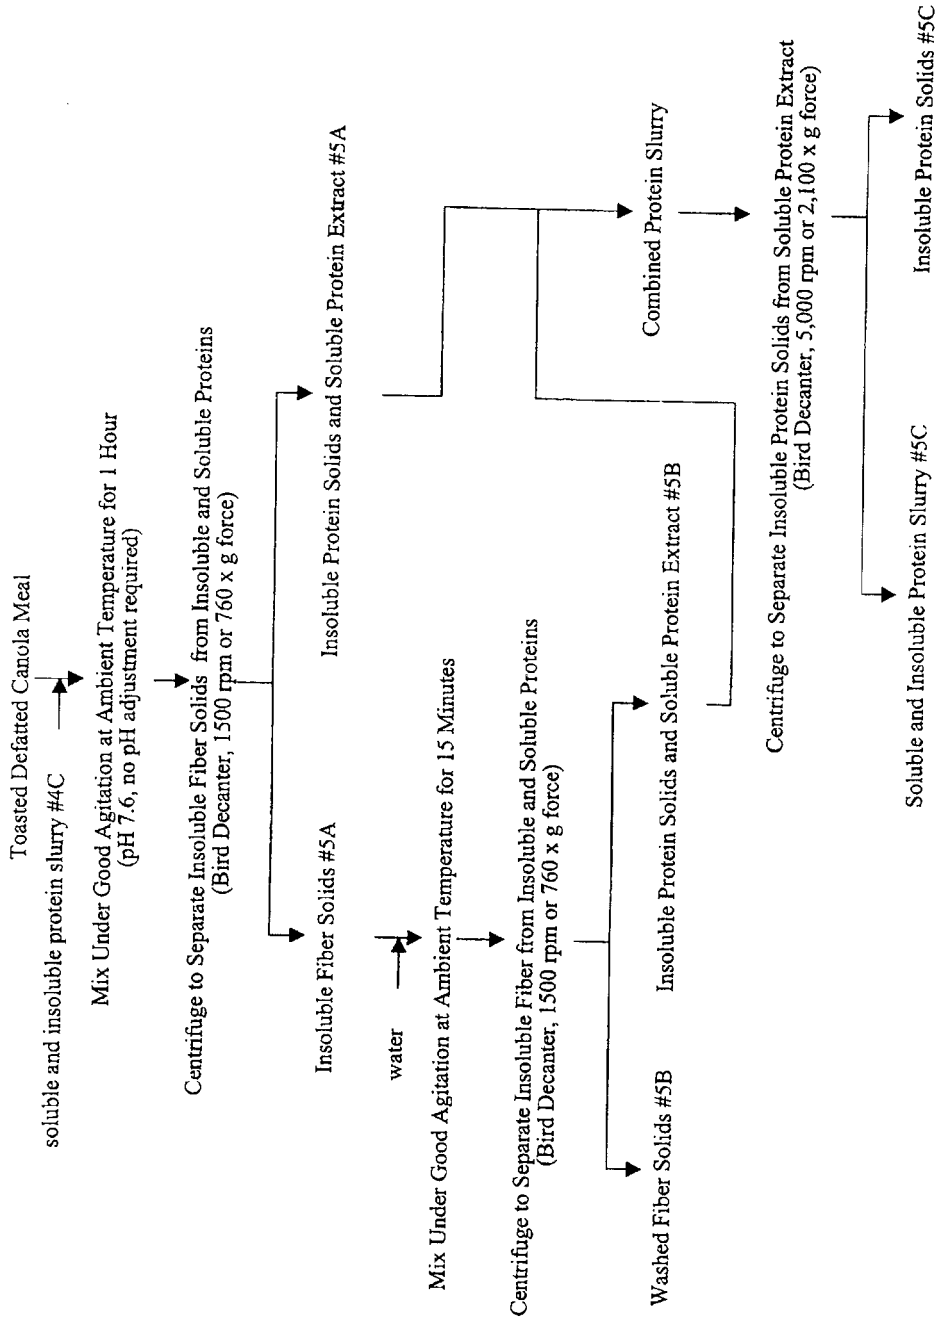 Toasted Defatted Canola Meal
soluble and insoluble protein slurry #4C
Mix Under Good Agitation at Ambient Temperature for 1 Hour
(pH 7.6, no pH adjustment required)
Centrifuge to Separate Insoluble Fiber Solids from Insoluble and Soluble Proteins
(Bird Decanter, 1500 rpm or 760 x g force)
Insoluble Fiber Solids #5A
Insoluble Protein Solids and Soluble Protein Extract #5A
water
Mix Under Good Agitation at Ambient Temperature for 15 Minutes
Centrifuge to Separate Insoluble Fiber from Insoluble and Soluble Proteins
(Bird Decanter, 1500 rpm or 760 x g force)
Washed Fiber Solids #5B
Insoluble Protein Solids and Soluble Protein Extract #5B
Combined Protein Slurry
Centrifuge to Separate Insoluble Protein Solids from Soluble Protein Extract
(Bird Decanter, 5,000 rpm or 2,100 x g force)
Soluble and Insoluble Protein Slurry #5C
Insoluble Protein Solids #5C